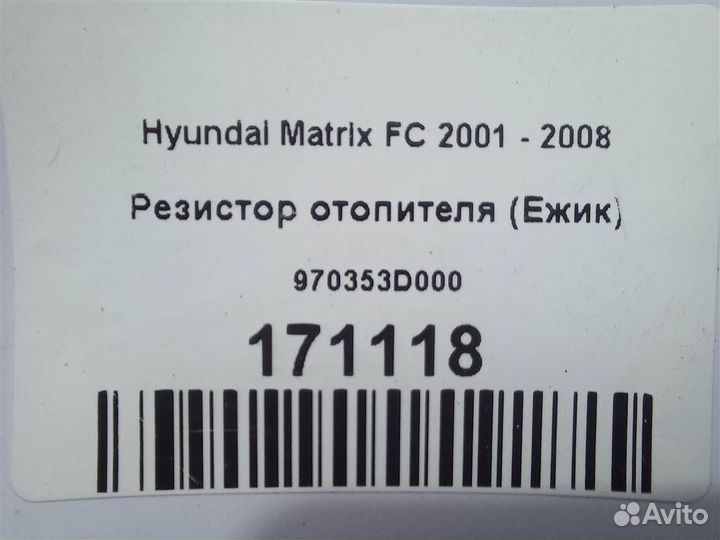 Hyundai Matrix FC 2001 - 2008
Резистор отопителя (Ежик)
970353D000
171118
Avito